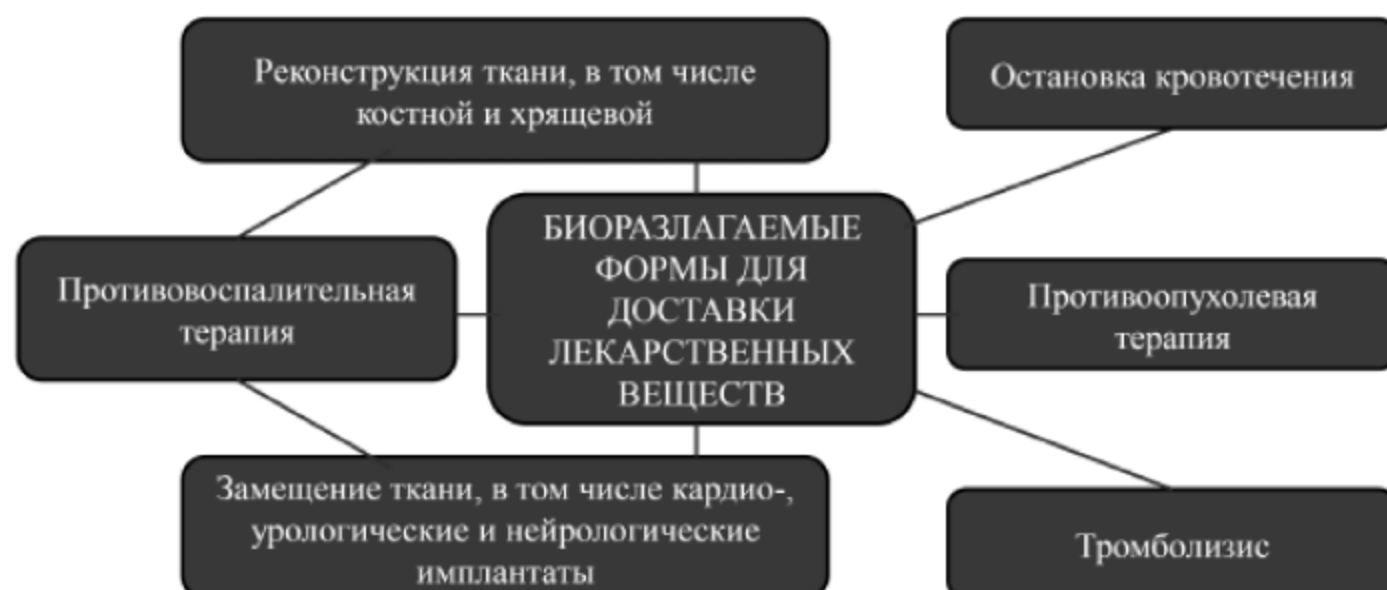 Реконструкция ткани, в том числе
костной и хрящевой
Остановка кровотечения
Противовоспалительная
терапия
БИОРАЗЛАГАЕМЫЕ
ФОРМЫ ДЛЯ
ДОСТАВКИ
ЛЕКАРСТВЕННЫХ
ВЕЩЕСТВ
Противоопухолевая
терапия
Замещение ткани, в том числе кардио-,
урологические и нейрологические
имплантаты
Тромболизис